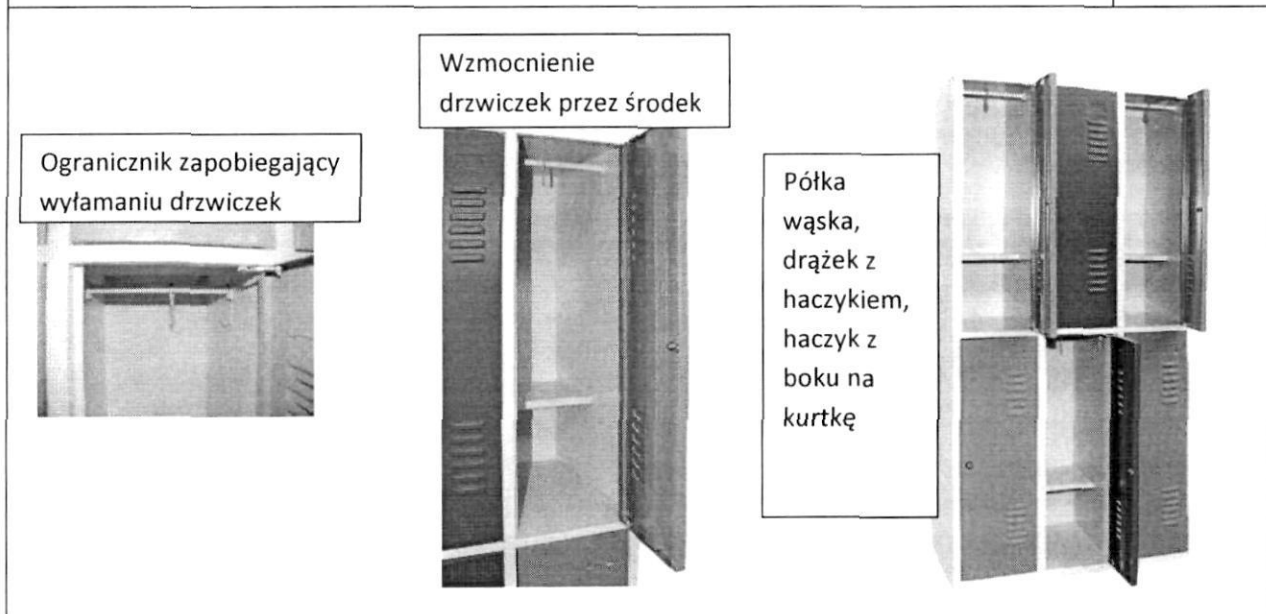 Ogranicznik zapobiegający
wyłamaniu drzwiczek
Wzmocnienie
drzwiczek przez środek
Półka
wąska,
drążek z
haczykiem,
haczyk z
boku na
kurtkę